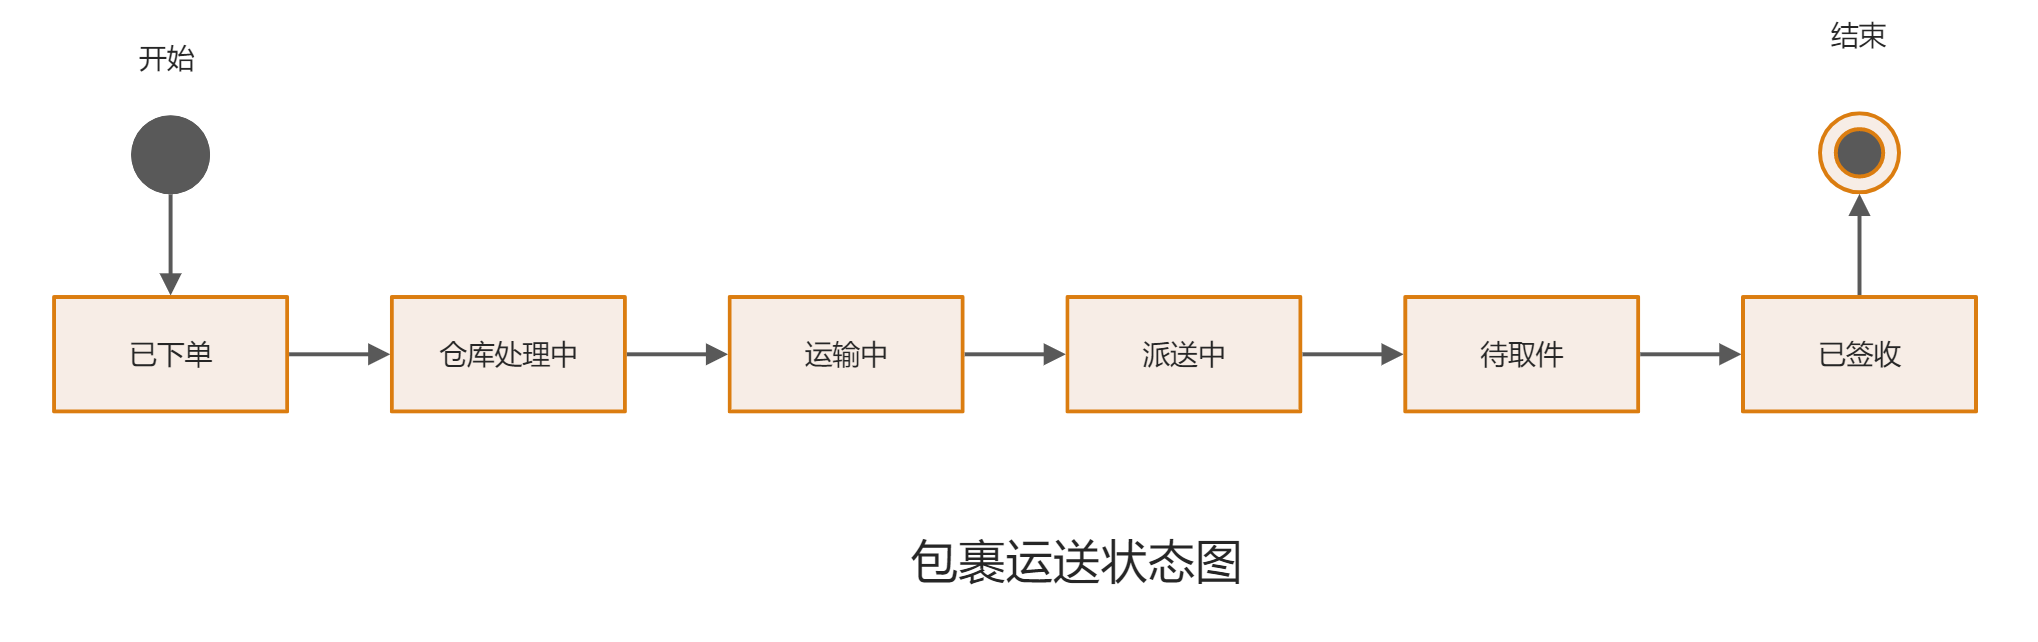 开始
结束
已下单
仓库处理中
运输中
派送中
待取件
已签收
包裹运送状态图